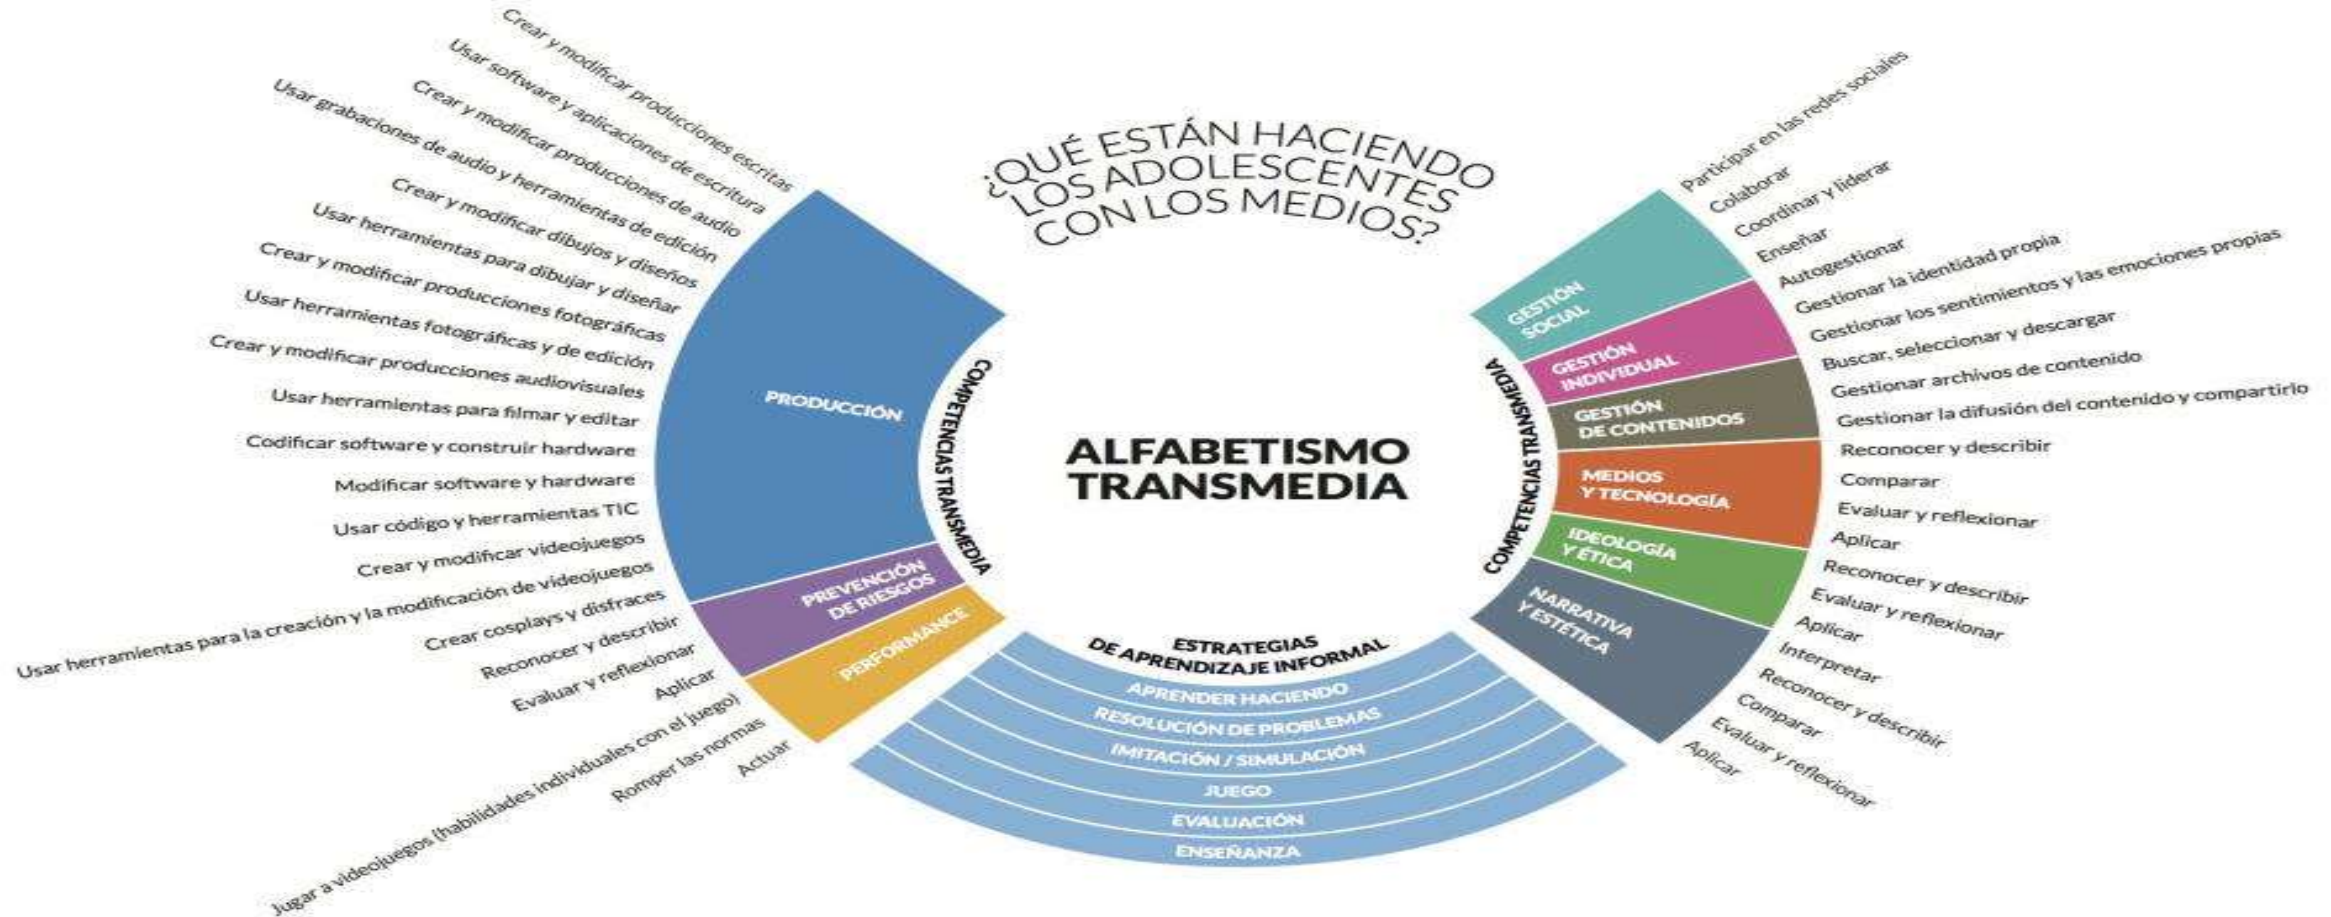 ¿QUÉ ESTÁN HACIENDO
LOS ADOLESCENTES
CON LOS MEDIOS?
ALFABETISMO
TRANSMEDIA
COMPETENCIAS TRANSMEDIA
PRODUCCIÓN
Crear y modificar producciones escritas
Usar software y aplicaciones de escritura
Crear y modificar producciones de audio
Usar grabaciones de audio y herramientas de edición
Crear y modificar dibujos y diseños
Usar herramientas para dibujar y diseñar
Crear y modificar producciones fotográficas
Usar herramientas fotográficas y de edición
Crear y modificar producciones audiovisuales
Usar herramientas para filmar y editar
Codificar software y construir hardware
Modificar software y hardware
Usar código y herramientas TIC
Crear y modificar videojuegos
Usar herramientas para la creación y la modificación de videojuegos
Crear cosplays y disfraces
PREVENCIÓN
DE RIESGOS
Reconocer y describir
Evaluar y reflexionar
Aplicar
PERFORMANCE
Jugar a videojuegos (habilidades individuales con el juego)
Romper las normas
Actuar
COMPETENCIAS TRANSMEDIA
GESTIÓN
SOCIAL
Participar en las redes sociales
Colaborar
Coordinar y liderar
Enseñar
GESTIÓN
INDIVIDUAL
Autogestionar
Gestionar la identidad propia
Gestionar los sentimientos y las emociones propias
GESTIÓN
DE CONTENIDOS
Buscar, seleccionar y descargar
Gestionar archivos de contenido
Gestionar la difusión del contenido y compartirlo
MEDIOS
Y TECNOLOGÍA
Reconocer y describir
Comparar
Evaluar y reflexionar
Aplicar
IDEOLOGÍA
Y ÉTICA
Reconocer y describir
Evaluar y reflexionar
Aplicar
NARRATIVA
Y ESTÉTICA
Interpretar
Reconocer y describir
Comparar
Evaluar y reflexionar
Aplicar
ESTRATEGIAS
DE APRENDIZAJE INFORMAL
APRENDER HACIENDO
RESOLUCIÓN DE PROBLEMAS
IMITACIÓN / SIMULACIÓN
JUEGO
EVALUACIÓN
ENSEÑANZA